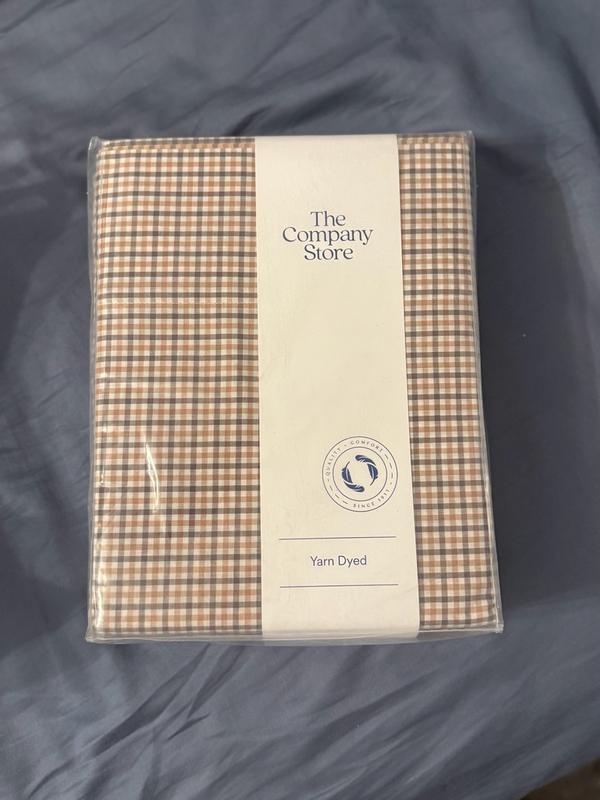 The
Company
Store
QUALITY • COMFORT
SINCE 1911
Yarn Dyed